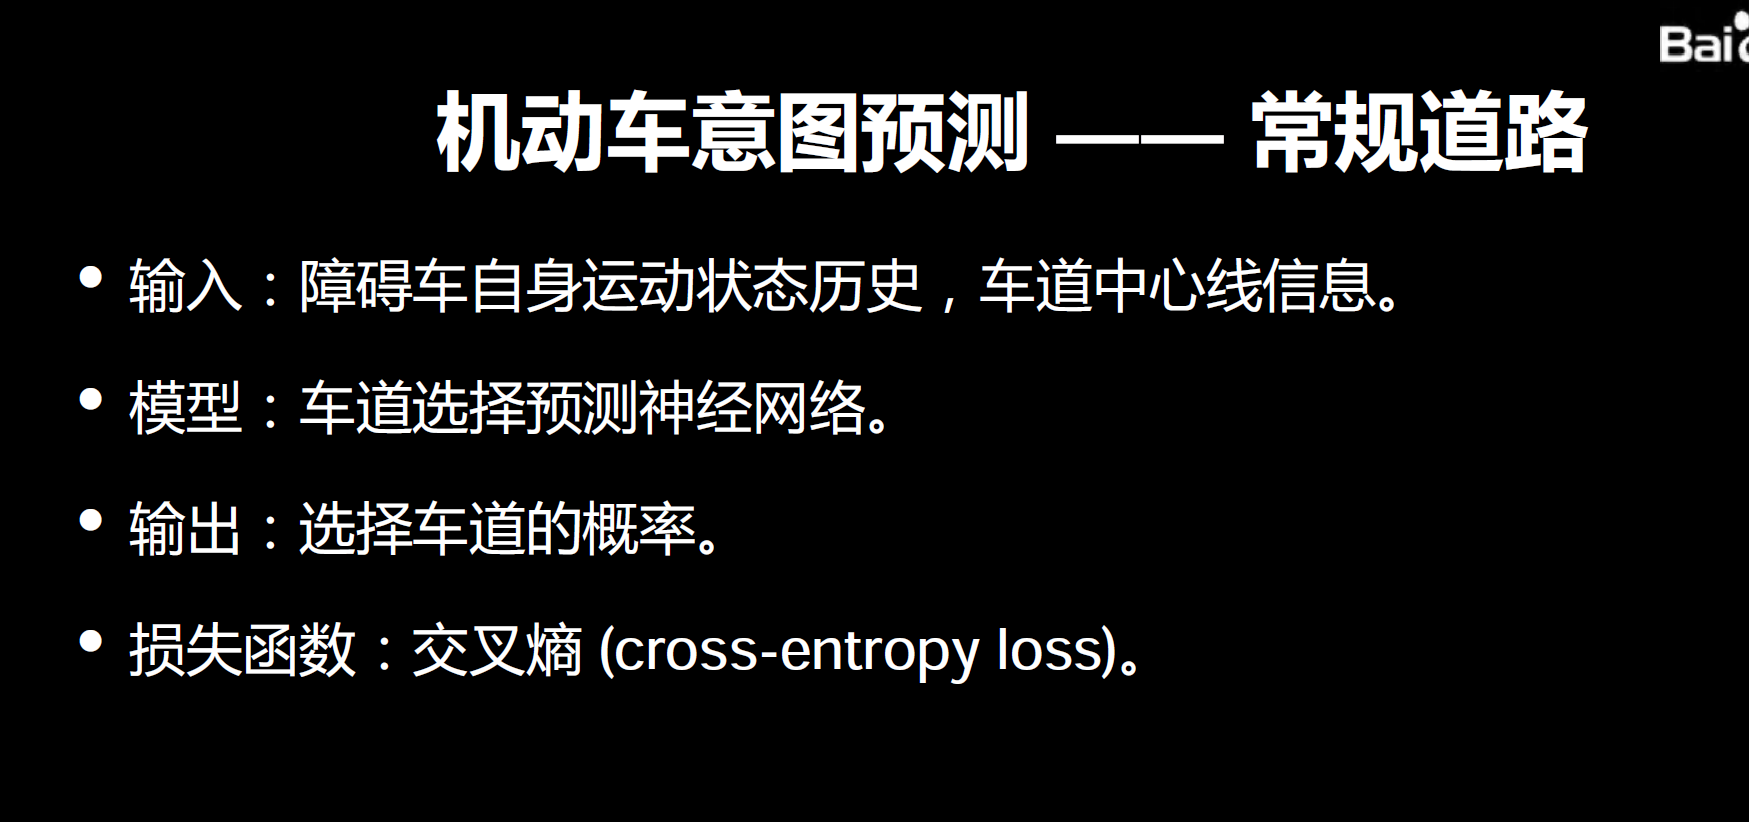 Bai
机动车意图预测 —— 常规道路
• 输入：障碍车自身运动状态历史，车道中心线信息。
• 模型：车道选择预测神经网络。
• 输出：选择车道的概率。
• 损失函数：交叉熵 (cross-entropy loss)。